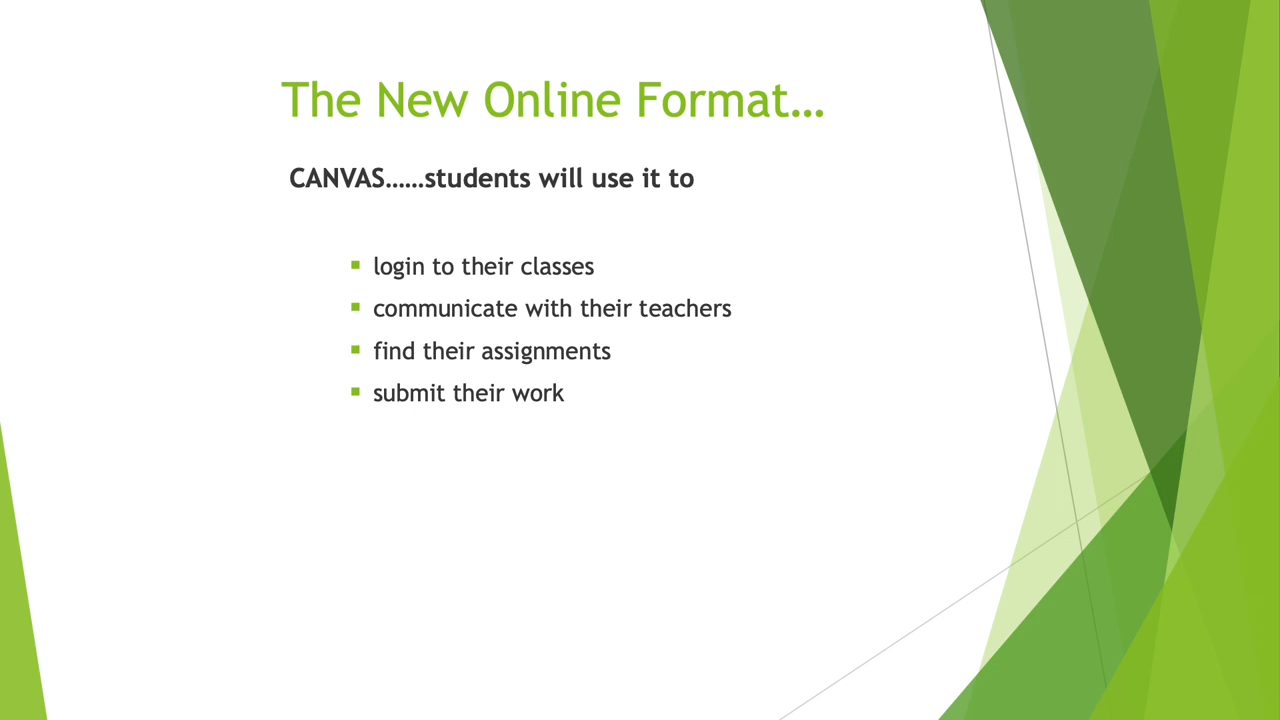 The New Online Format…
CANVAS……students will use it to
login to their classes
communicate with their teachers
find their assignments
submit their work